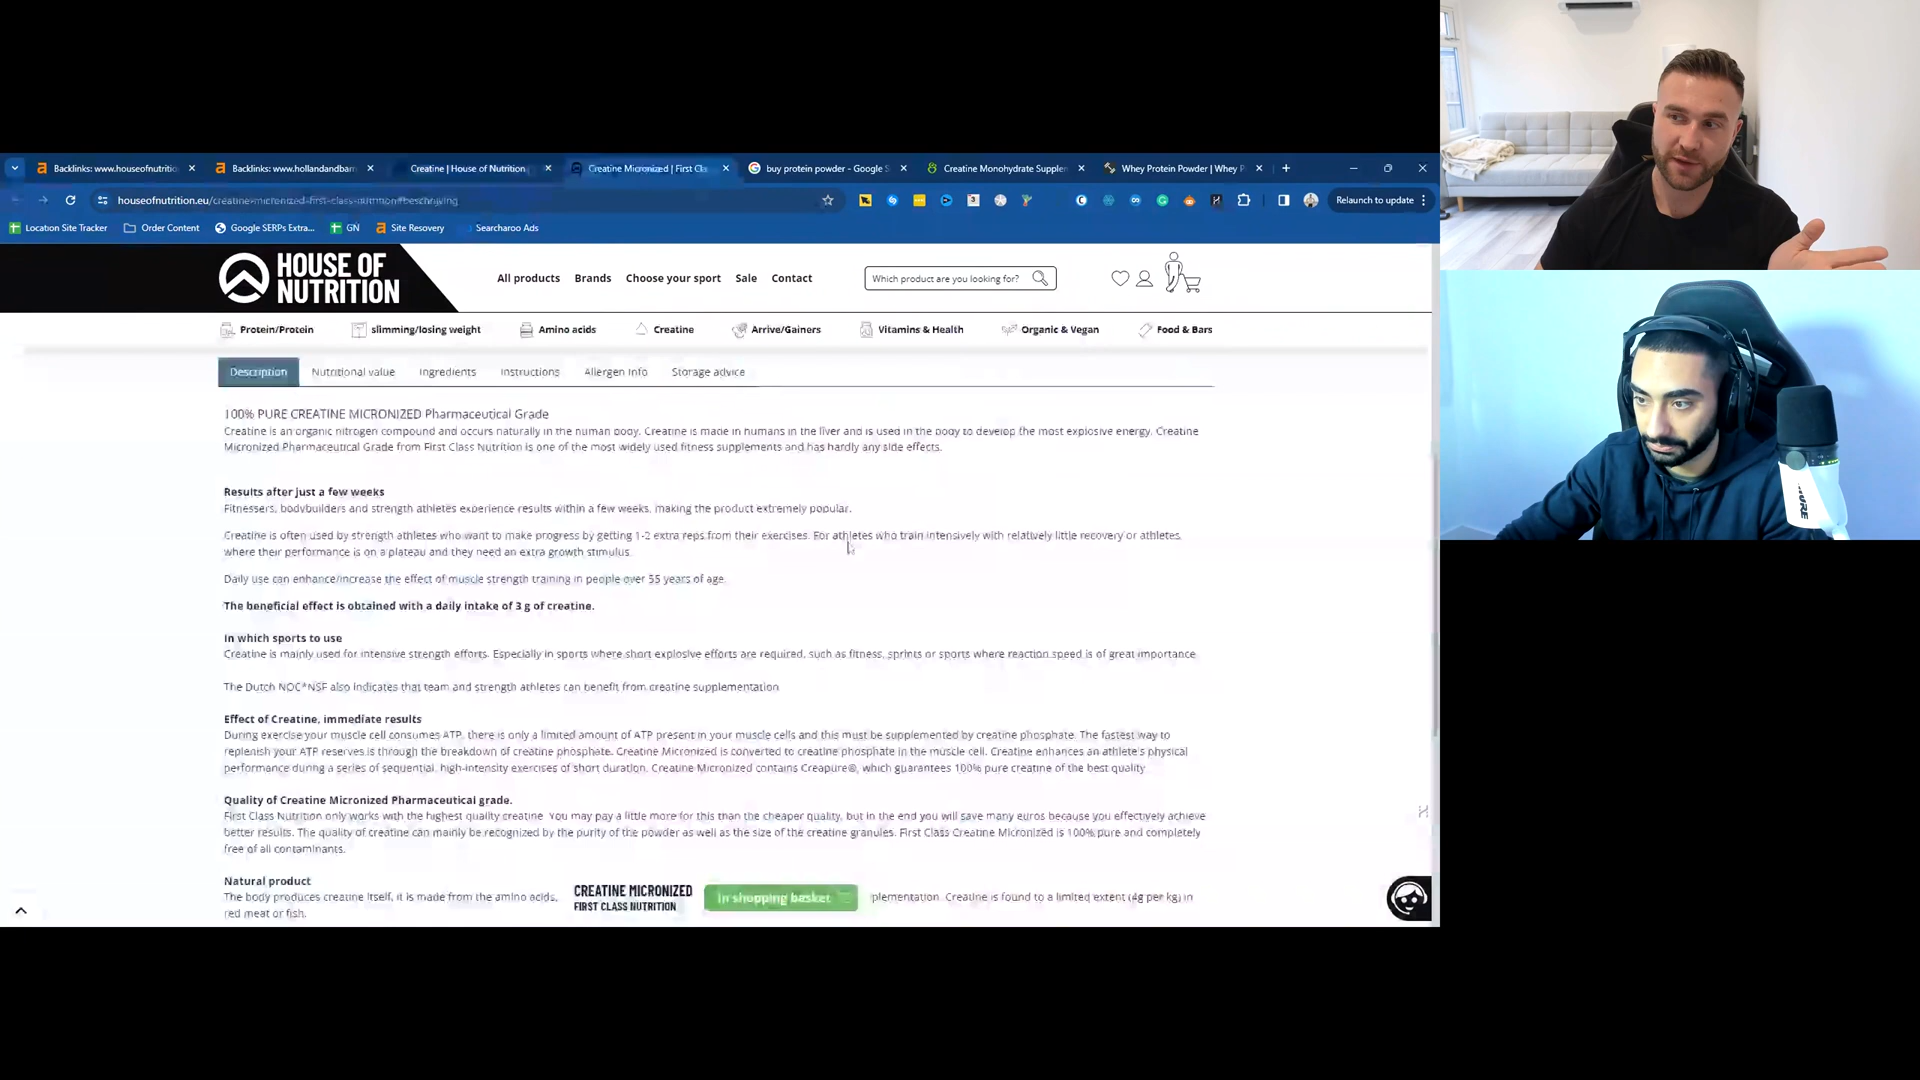 Backlinks: www.houseofnutritio
Backlinks: www.hollandandbarr
Creatine | House of Nutrition
Creatine Micronized | First Cla
buy protein powder - Google S
Creatine Monohydrate Supplem
Whey Protein Powder | Whey P
houseofnutrition.eu/creatine-micronized-first-class-nutrition#beschrijving
Relaunch to update
Location Site Tracker
Order Content
Google SERPs Extra...
GN
Site Recovery
Searcharoo Ads
HOUSE OF
NUTRITION
All products
Brands
Choose your sport
Sale
Contact
Which product are you looking for?
Protein/Protein
slimming/losing weight
Amino acids
Creatine
Arrive/Gainers
Vitamins & Health
Organic & Vegan
Food & Bars
Description
Nutritional value
Ingredients
Instructions
Allergen Info
Storage advice
100% PURE CREATINE MICRONIZED Pharmaceutical Grade
Creatine is an organic nitrogen compound and occurs naturally in the human body. Creatine is made in humans in the liver and is used in the body to develop the most explosive energy. Creatine
Micronized Pharmaceutical Grade from First Class Nutrition is one of the most widely used fitness supplements and has hardly any side effects.
Results after just a few weeks
Fitnessers, bodybuilders and strength athletes experience results within a few weeks, making the product extremely popular.
Creatine is often used by strength athletes who want to make progress by getting 1-2 extra reps from their exercises. For athletes who train intensively with relatively little recovery or athletes,
where their performance is on a plateau and they need an extra growth stimulus.
Daily use can enhance/increase the effect of muscle strength training in people over 55 years of age.
The beneficial effect is obtained with a daily intake of 3 g of creatine.
In which sports to use
Creatine is mainly used for intensive strength efforts. Especially in sports where short explosive efforts are required, such as fitness, sprints or sports where reaction speed is of great importance
The Dutch NOC*NSF also indicates that team and strength athletes can benefit from creatine supplementation
Effect of Creatine, immediate results
During exercise your muscle cell consumes ATP, there is only a limited amount of ATP present in your muscle cells and this must be supplemented by creatine phosphate. The fastest way to
replenish your ATP reserves is through the breakdown of creatine phosphate. Creatine Micronized is converted to creatine phosphate in the muscle cell. Creatine enhances an athlete's physical
performance during a series of sequential, high-intensity exercises of short duration. Creatine Micronized contains Creapure®, which guarantees 100% pure creatine of the best quality
Quality of Creatine Micronized Pharmaceutical grade.
First Class Nutrition only works with the highest quality creatine. You may pay a little more for this than the cheaper quality, but in the end you will save many euros because you effectively achieve
better results. The quality of creatine can mainly be recognized by the purity of the powder as well as the size of the creatine granules. First Class Creatine Micronized is 100% pure and completely
free of all contaminants.
Natural product
The body produces creatine itself, it is made from the amino acids,
plementation. Creatine is found to a limited extent (4g per kg) in
red meat or fish.
CREATINE MICRONIZED
FIRST CLASS NUTRITION
In shopping basket